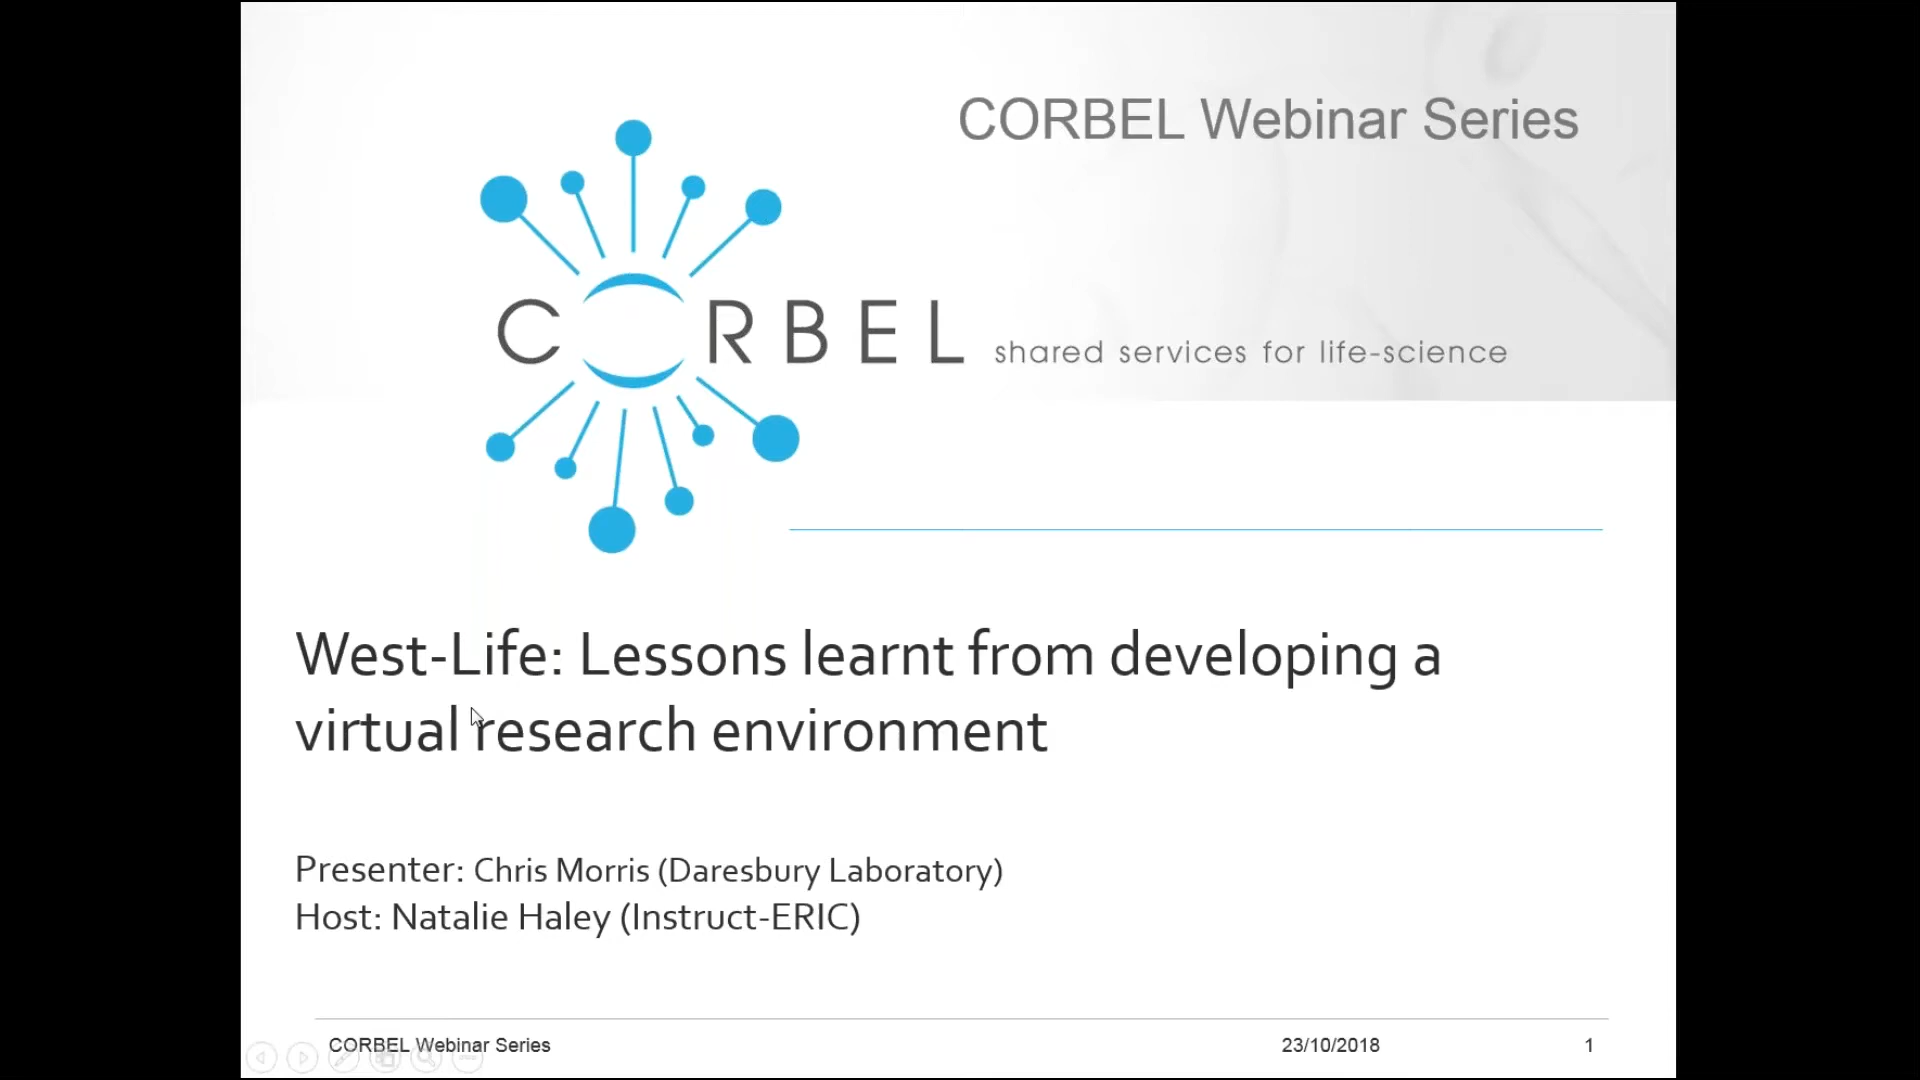 CORBEL Webinar Series
CORBEL shared services for life-science
West-Life: Lessons learnt from developing a
virtual research environment
Presenter: Chris Morris (Daresbury Laboratory)
Host: Natalie Haley (Instruct-ERIC)
CORBEL Webinar Series 23/10/2018 1